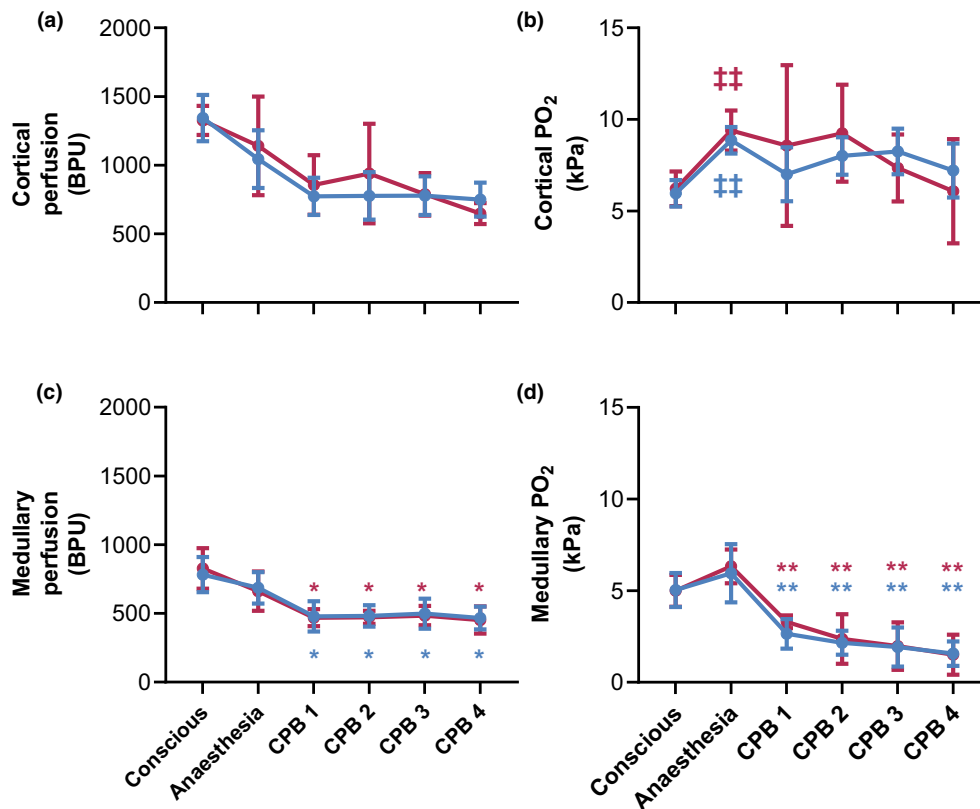 (a)
2000
1500
1000
500
0
Cortical
perfusion
(BPU)
(b)
15
10
5
0
Cortical PO2
(kPa)
‡‡
‡‡
(c)
2000
1500
1000
500
0
Medullary
perfusion
(BPU)
* * * *
* * * *
Conscious
Anaesthesia
CPB 1
CPB 2
CPB 3
CPB 4
(d)
15
10
5
0
Medullary PO2
(kPa)
** ** ** **
** ** ** **
Conscious
Anaesthesia
CPB 1
CPB 2
CPB 3
CPB 4